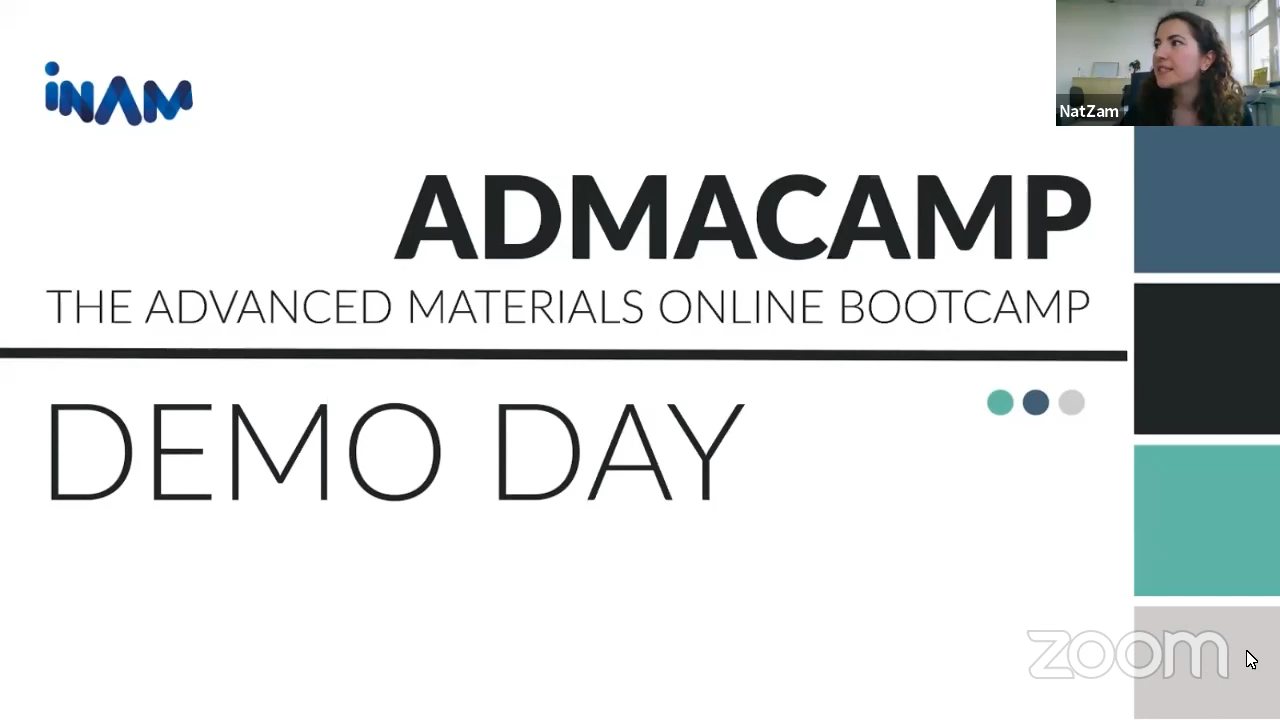 iNAM
NatZam
ADMACAMP
THE ADVANCED MATERIALS ONLINE BOOTCAMP
DEMO DAY
zoom